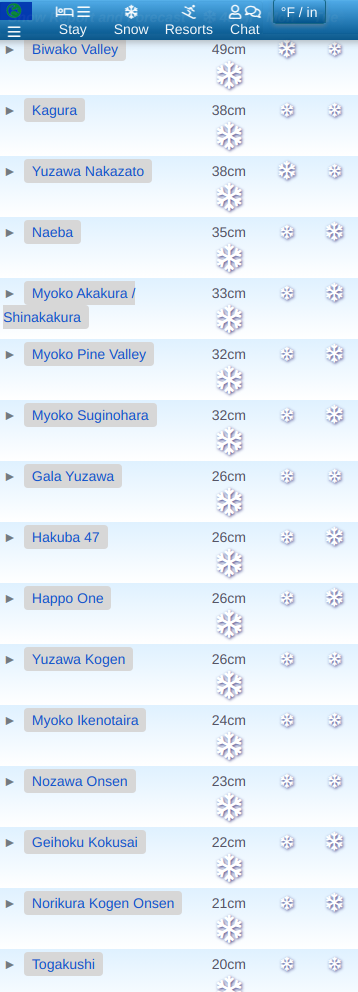 °F / in
Stay Snow Resorts Chat
Biwako Valley 49cm
Kagura 38cm
Yuzawa Nakazato 38cm
Naeba 35cm
Myoko Akakura / 33cm
Shinakakura
Myoko Pine Valley 32cm
Myoko Suginohara 32cm
Gala Yuzawa 26cm
Hakuba 47 26cm
Happo One 26cm
Yuzawa Kogen 26cm
Myoko Ikenotaira 24cm
Nozawa Onsen 23cm
Geihoku Kokusai 22cm
Norikura Kogen Onsen 21cm
Togakushi 20cm